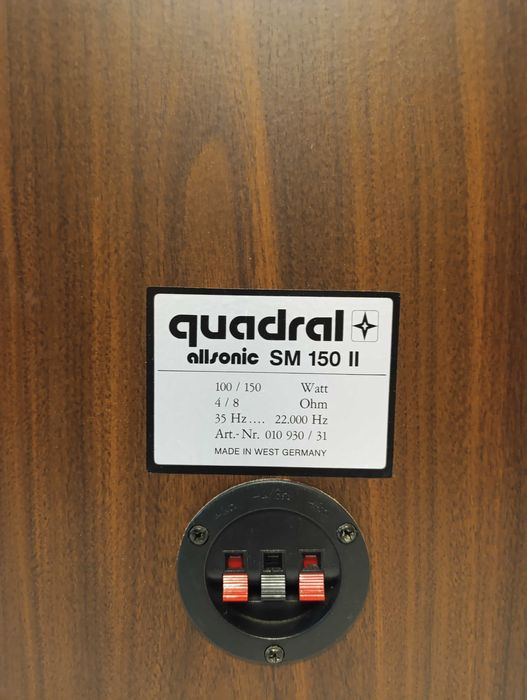 quadral
allsonic SM 150 II
100 / 150 Watt
4 / 8 Ohm
35 Hz .... 22.000 Hz
Art.- Nr. 010 930 / 31
MADE IN WEST GERMANY